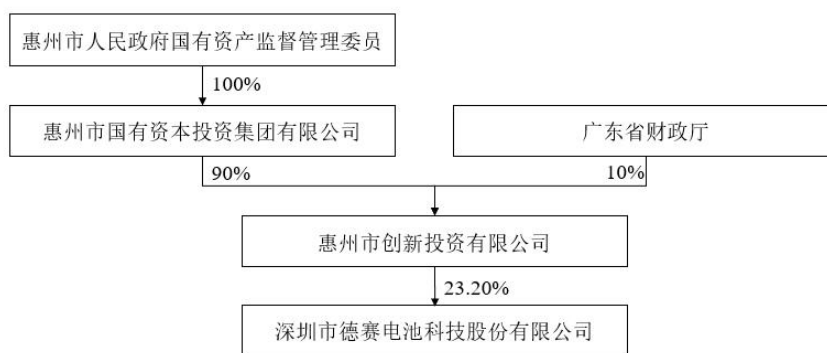 惠州市人民政府国有资产监督管理委员
100%
惠州市国有资本投资集团有限公司
广东省财政厅
90%
10%
惠州市创新投资有限公司
23.20%
深圳市德赛电池科技股份有限公司